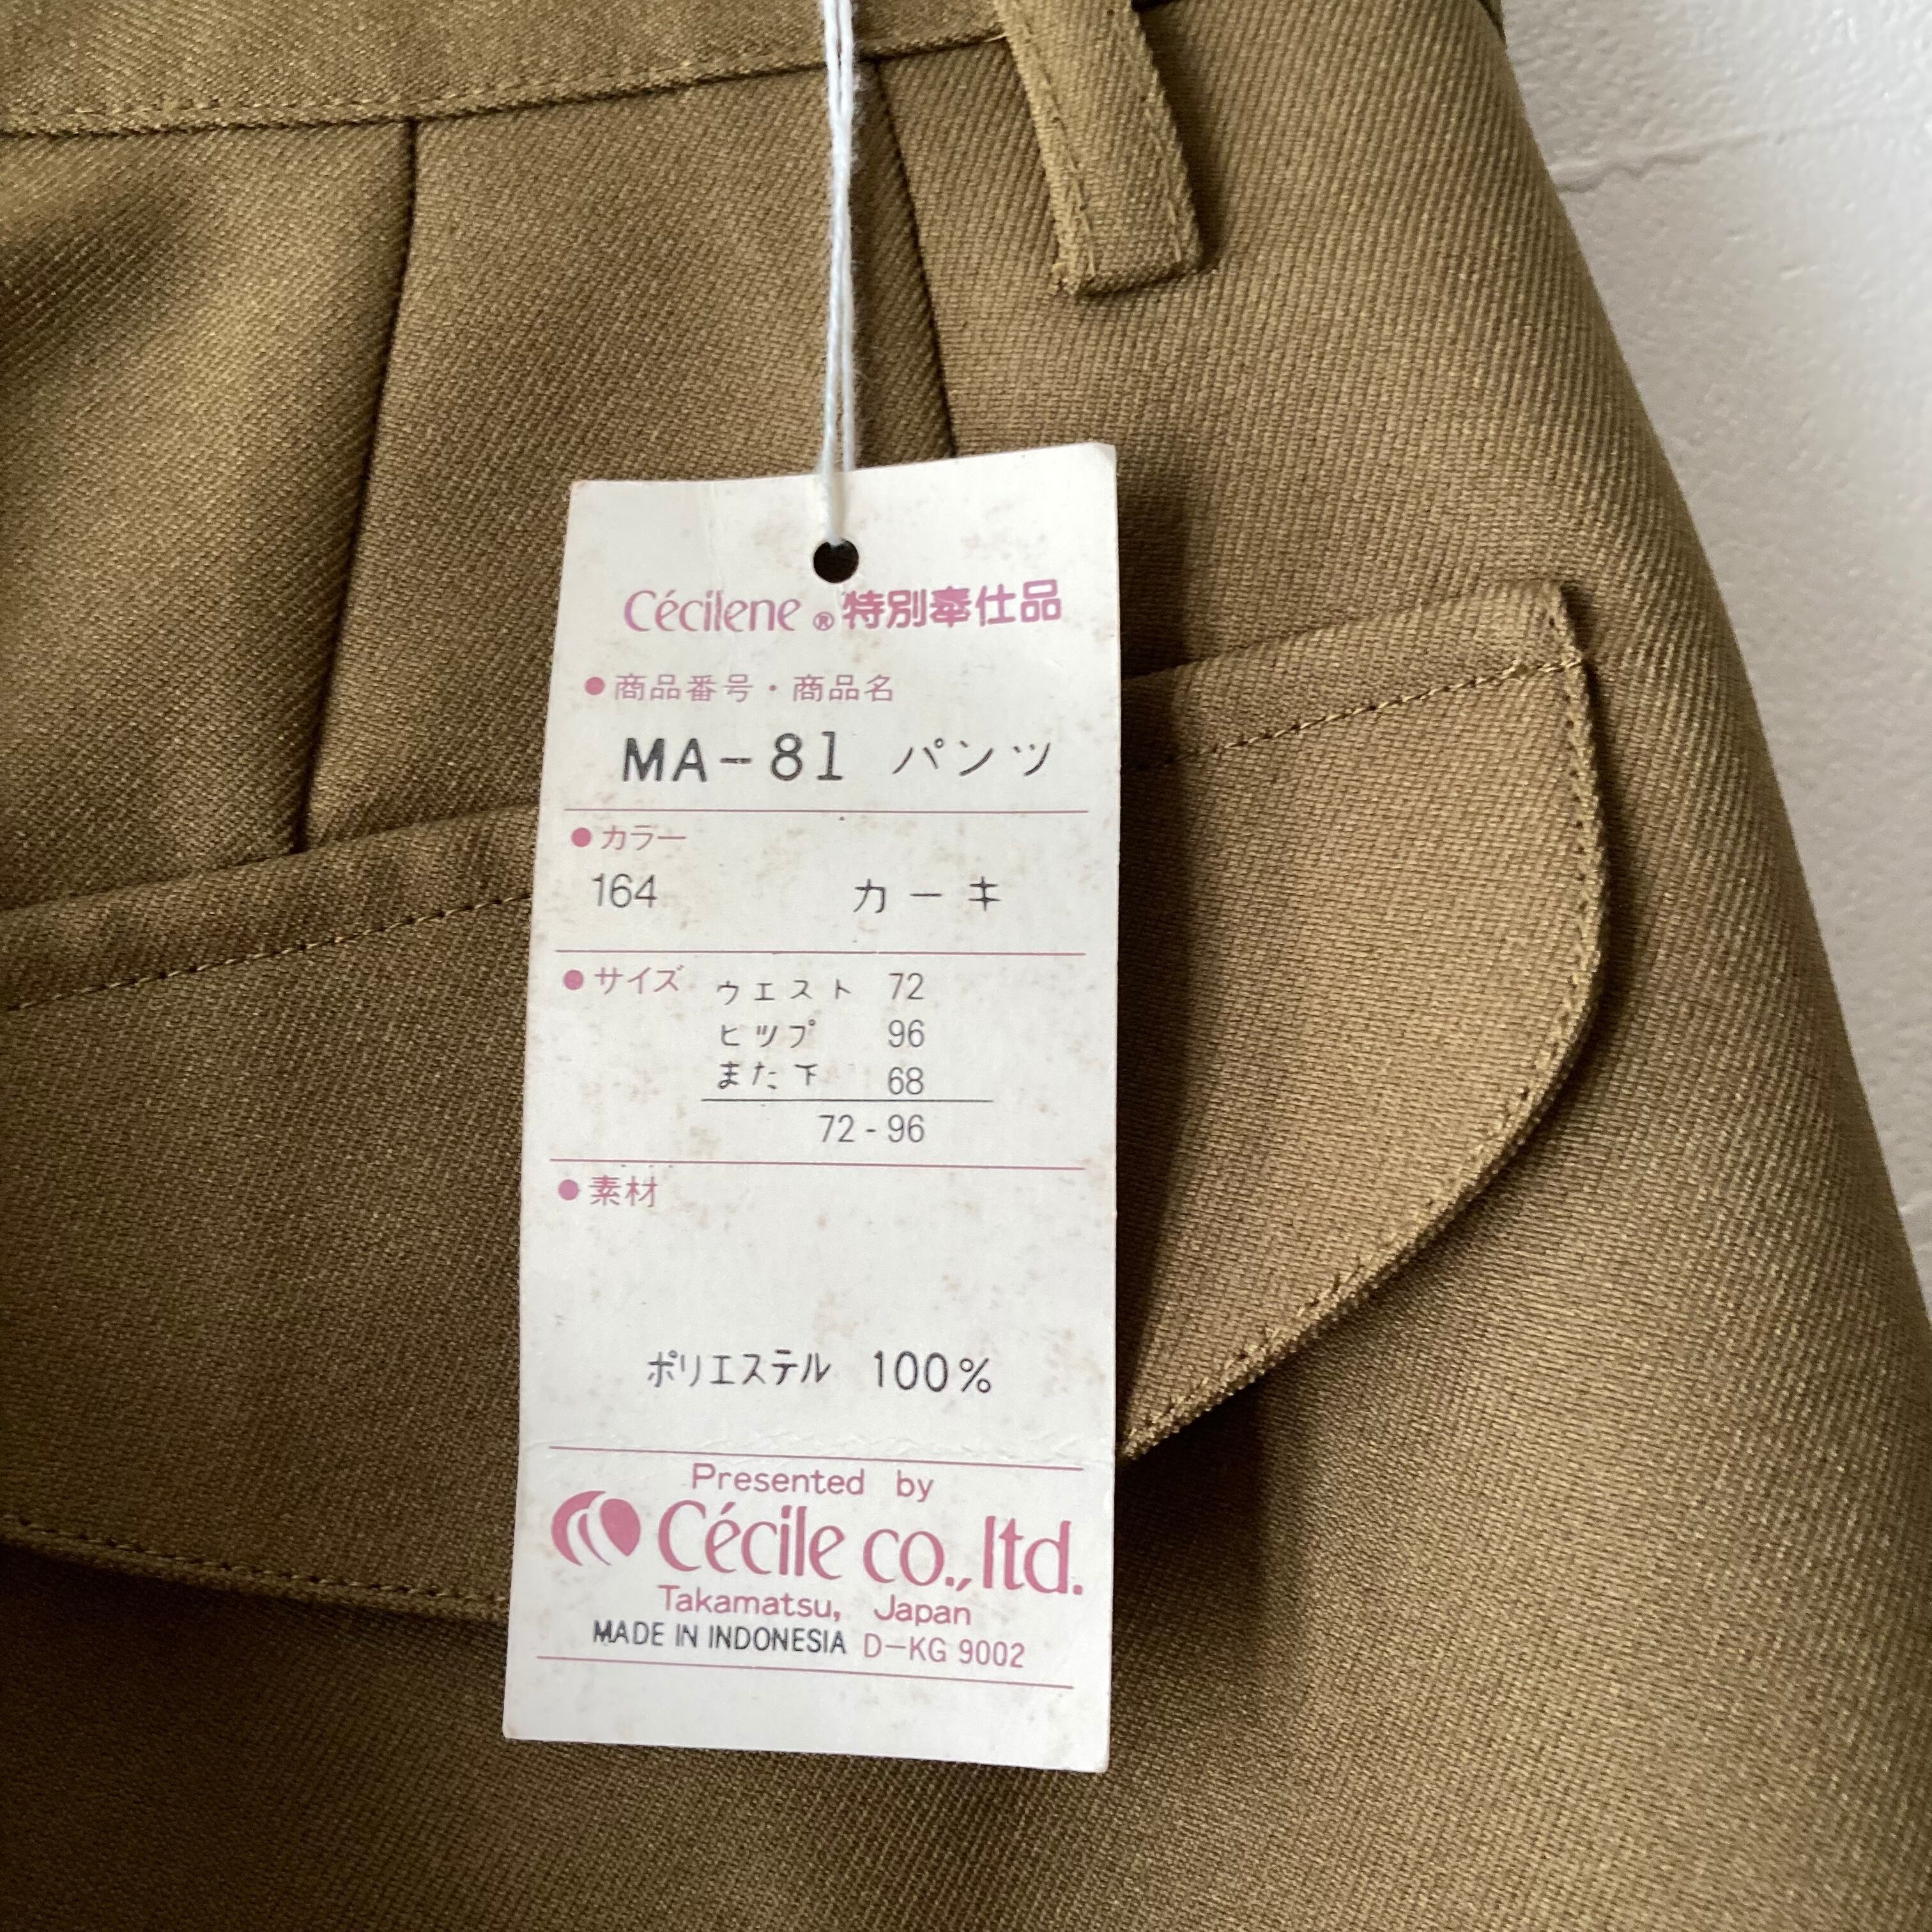 Cécilene ® 特別奉仕品
●商品番号・商品名
MA-81 パンツ
●カラー
164 カーキ
●サイズ ウエスト 72
ヒツプ 96
また下 68
72-96
●素材
ポリエステル 100%
Presented by
Cécile co., ltd.
Takamatsu, Japan
MADE IN INDONESIA D-KG 9002